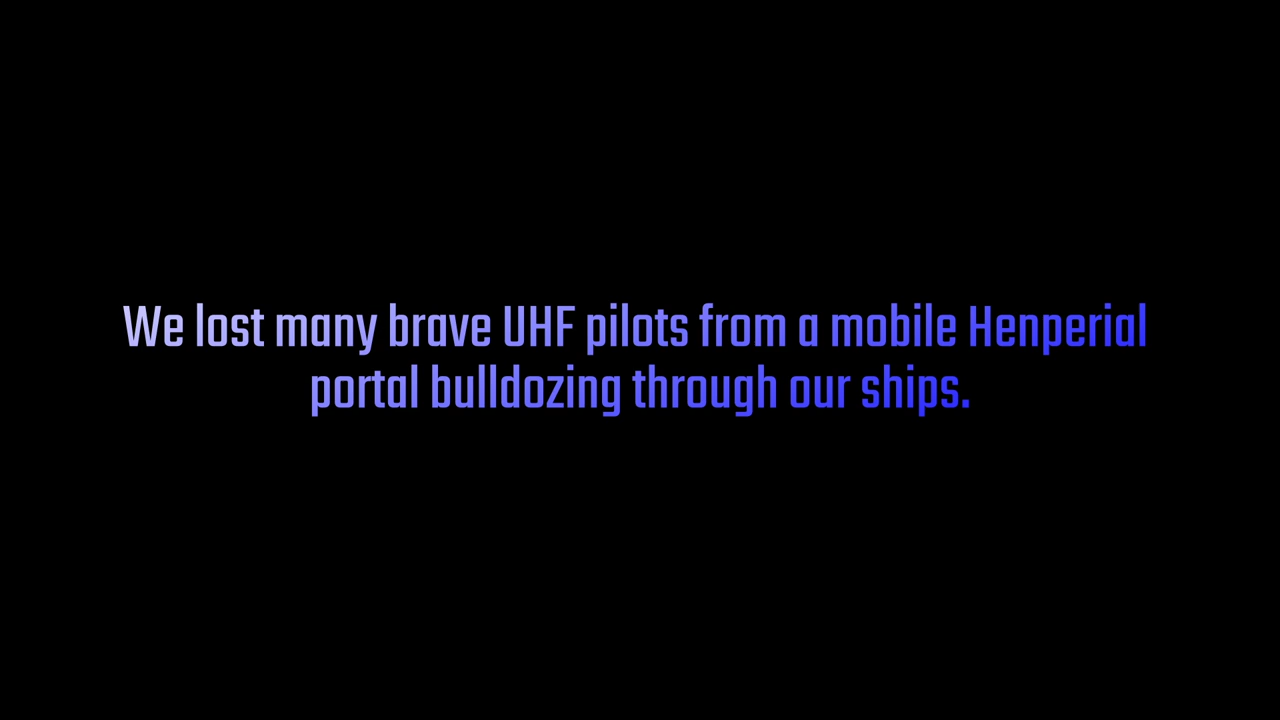 We lost many brave UHF pilots from a mobile Henperial
portal bulldozing through our ships.